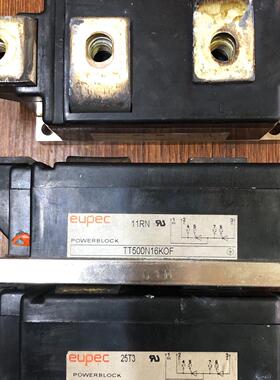 eupec
11RN
POWERBLOCK
TT500N16KOF
eupec
25T3
POWERBLOCK